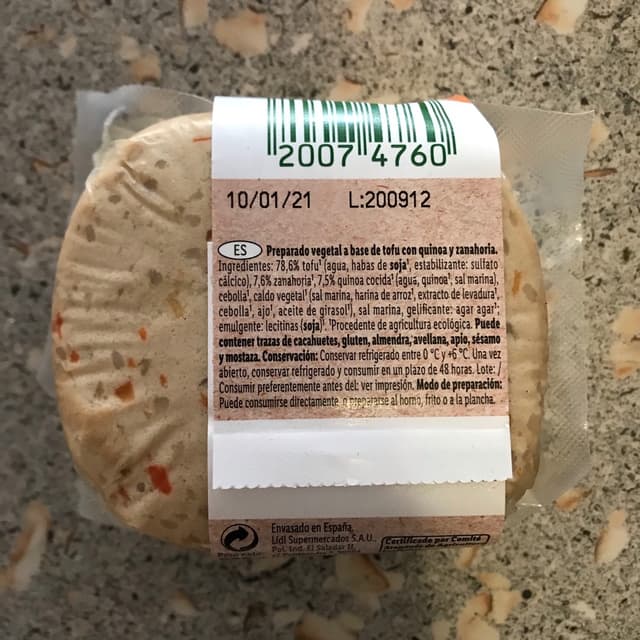 2007 4760
10/01/21 L:200912
ES Preparado vegetal a base de tofu con quinoa y zanahoria.
Ingredientes: 78,6% tofu¹ (agua, habas de soja¹, estabilizante: sulfato
cálcico), 7,6% zanahoria¹, 7,5% quinoa cocida¹ (agua, quinoa¹, sal marina),
cebolla¹, caldo vegetal¹ (sal marina, harina de arroz¹, extracto de levadura¹,
cebolla¹, ajo¹, aceite de girasol¹), sal marina, gelificante: agar agar¹
emulgente: lecitinas (soja)¹. ¹Procedente de agricultura ecológica. Puede
contener trazas de cacahuetes, gluten, almendra, avellana, apio, sésamo
y mostaza. Conservación: Conservar refrigerado entre 0 °C y +6 °C. Una vez
abierto, conservar refrigerado y consumir en un plazo de 48 horas. Lote: /
Consumir preferentemente antes del: ver impresión. Modo de preparación:
Puede consumirse directamente o prepararse al horno, frito o a la plancha.
Envasado en España,
Lidl Supermercados S.A.U.,
Pol. Ind. El Saladar II,
Certificado por Comité